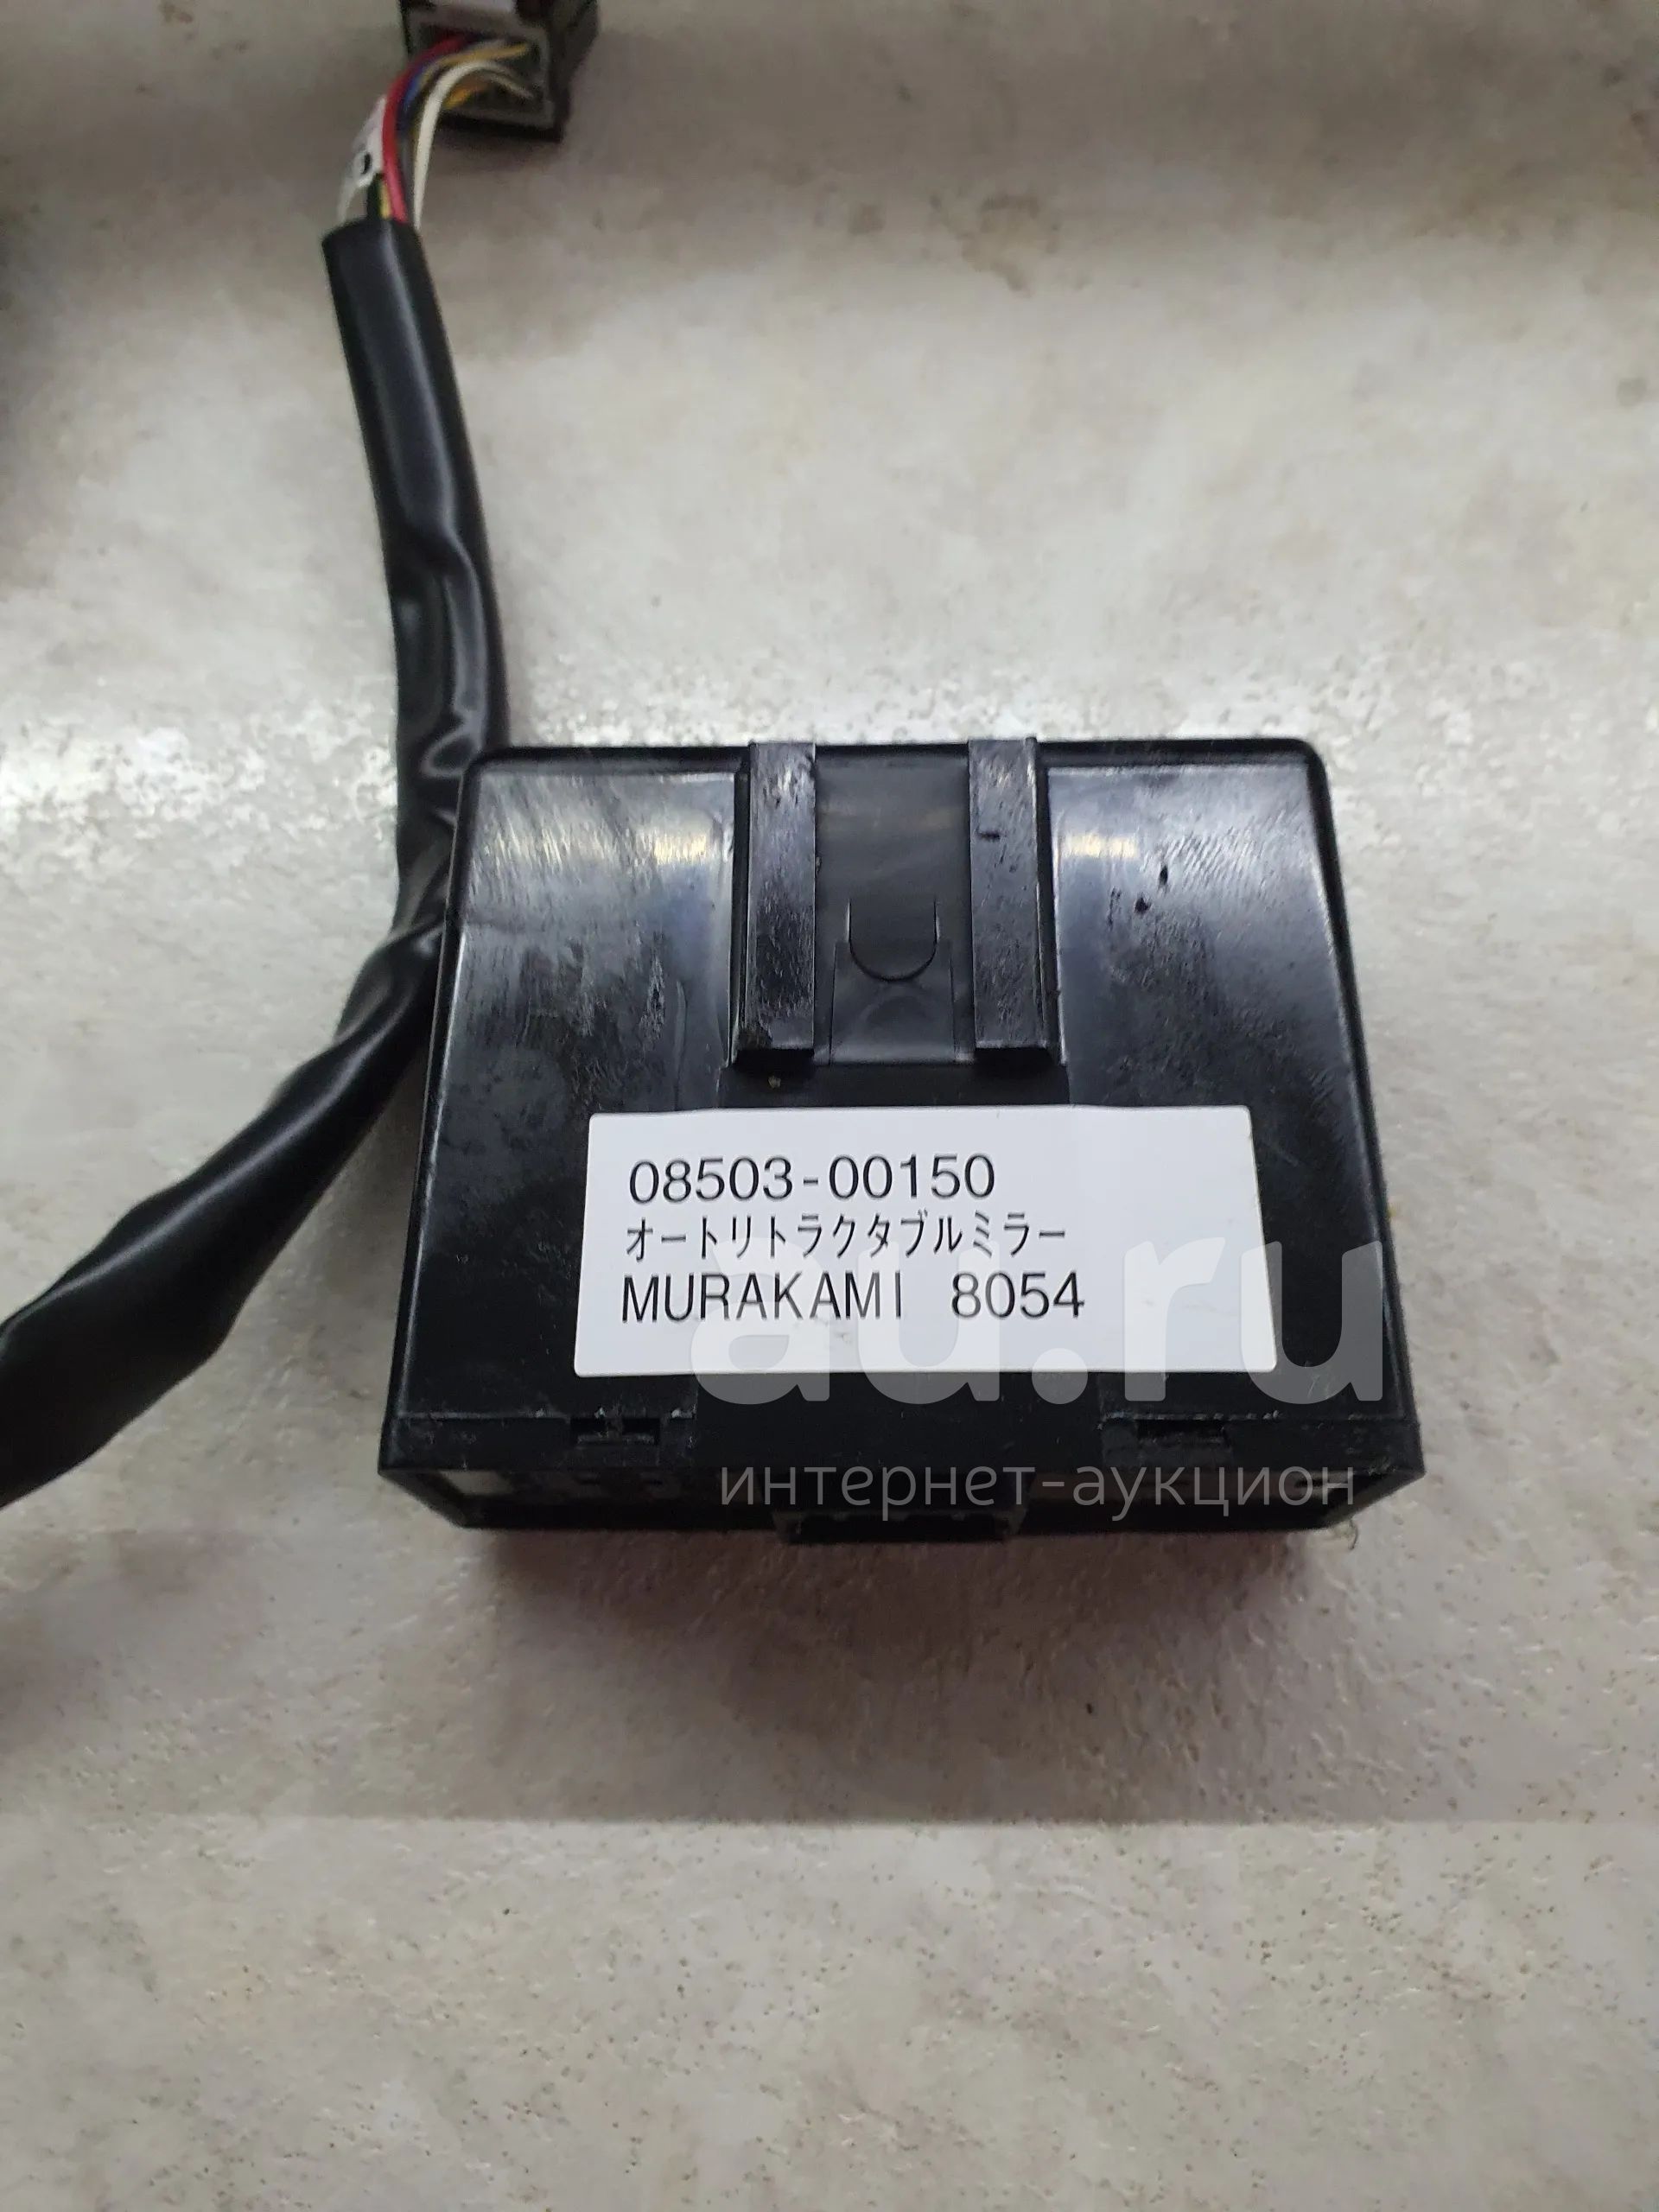 08503-00150
オートリトラクタブルミラー
MURAKAMI 8054
au.ru
интернет-аукцион